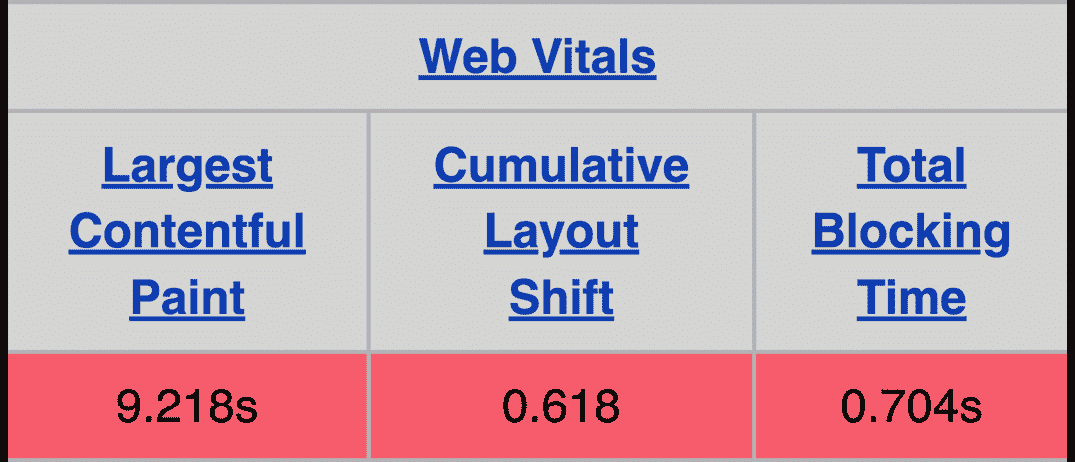 Web Vitals
Largest
Contentful
Paint
Cumulative
Layout
Shift
Total
Blocking
Time
9.218s
0.618
0.704s